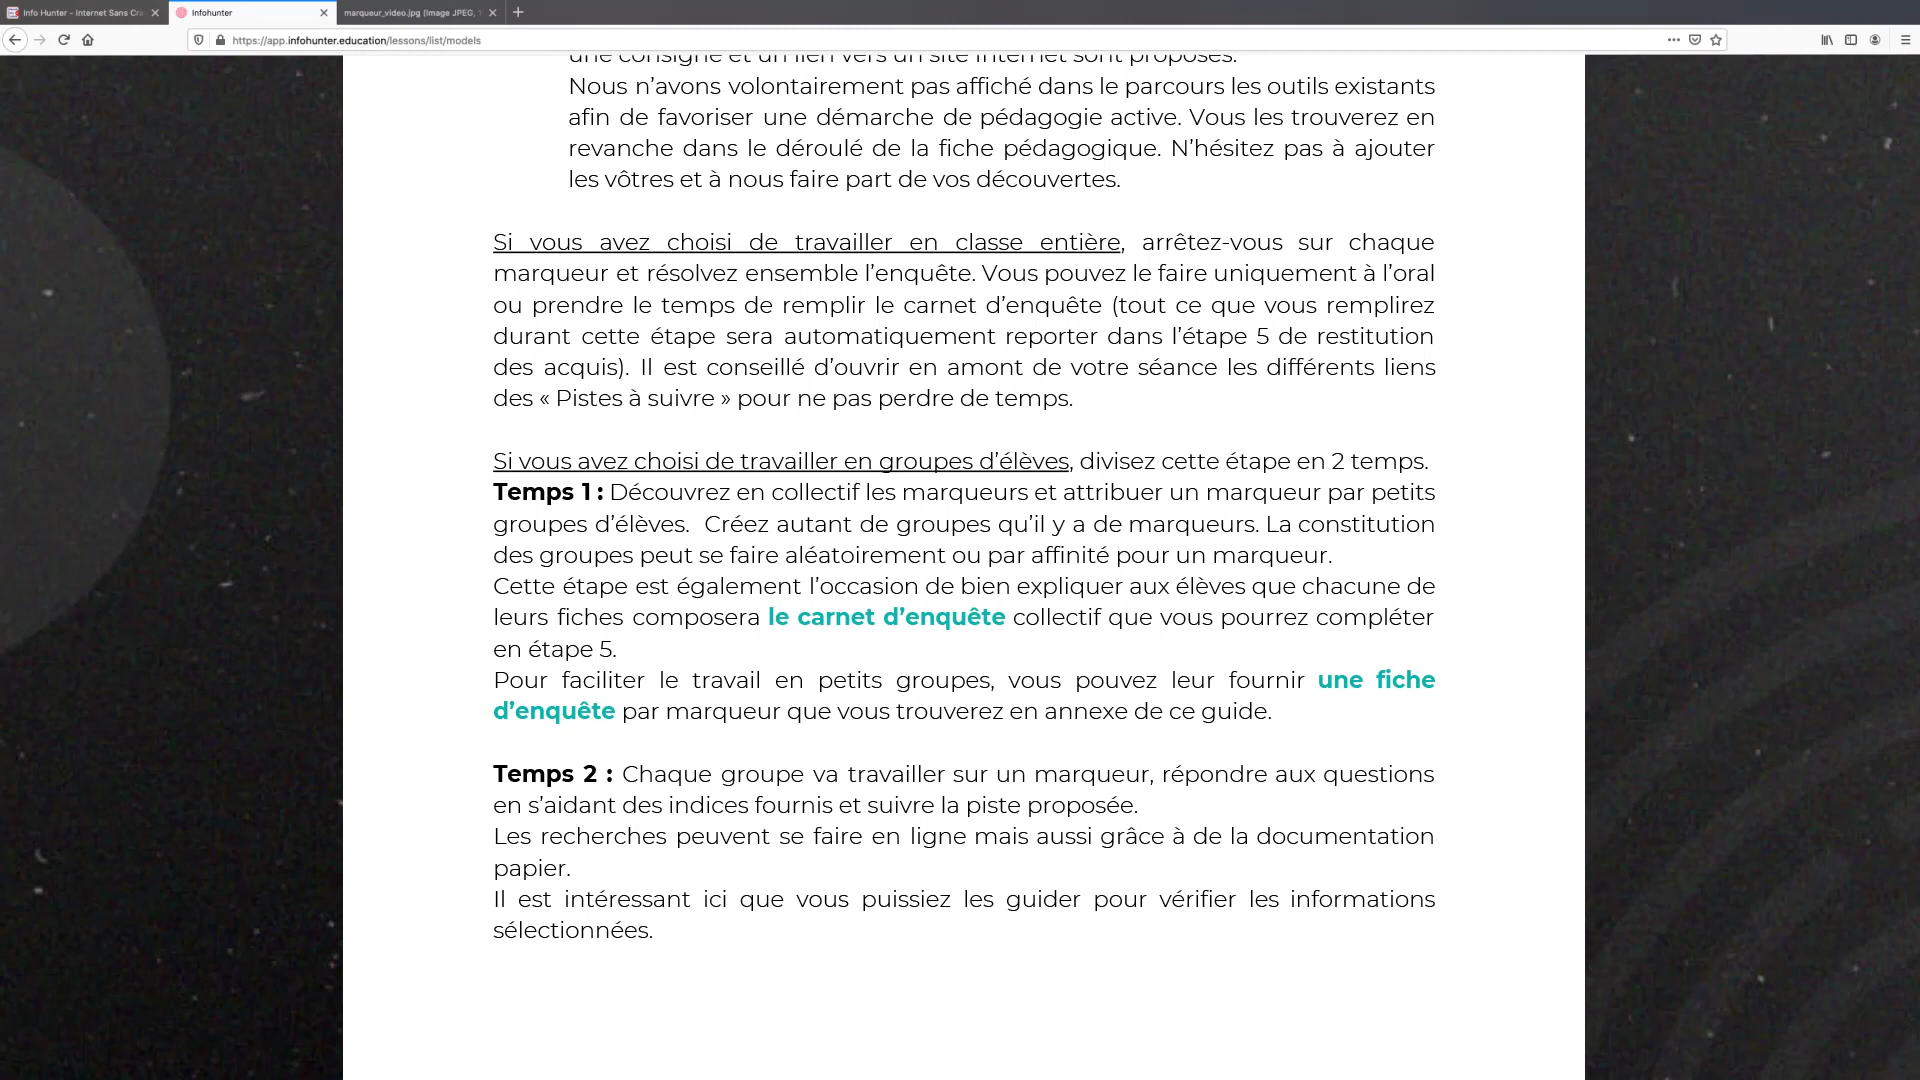 Info Hunter - Internet Sans Cra
Infohunter
marqueur_video.jpg (Image JPEG,
https://app.infohunter.education/lessons/list/models
une consigne et un lien vers un site internet sont proposés.
Nous n’avons volontairement pas affiché dans le parcours les outils existants
afin de favoriser une démarche de pédagogie active. Vous les trouverez en
revanche dans le déroulé de la fiche pédagogique. N’hésitez pas à ajouter
les vôtres et à nous faire part de vos découvertes.
Si vous avez choisi de travailler en classe entière, arrêtez-vous sur chaque
marqueur et résolvez ensemble l’enquête. Vous pouvez le faire uniquement à l’oral
ou prendre le temps de remplir le carnet d’enquête (tout ce que vous remplirez
durant cette étape sera automatiquement reporter dans l’étape 5 de restitution
des acquis). Il est conseillé d’ouvrir en amont de votre séance les différents liens
des « Pistes à suivre » pour ne pas perdre de temps.
Si vous avez choisi de travailler en groupes d’élèves, divisez cette étape en 2 temps.
Temps 1 : Découvrez en collectif les marqueurs et attribuer un marqueur par petits
groupes d’élèves. Créez autant de groupes qu’il y a de marqueurs. La constitution
des groupes peut se faire aléatoirement ou par affinité pour un marqueur.
Cette étape est également l’occasion de bien expliquer aux élèves que chacune de
leurs fiches composera le carnet d’enquête collectif que vous pourrez compléter
en étape 5.
Pour faciliter le travail en petits groupes, vous pouvez leur fournir une fiche
d’enquête par marqueur que vous trouverez en annexe de ce guide.
Temps 2 : Chaque groupe va travailler sur un marqueur, répondre aux questions
en s’aidant des indices fournis et suivre la piste proposée.
Les recherches peuvent se faire en ligne mais aussi grâce à de la documentation
papier.
Il est intéressant ici que vous puissiez les guider pour vérifier les informations
sélectionnées.